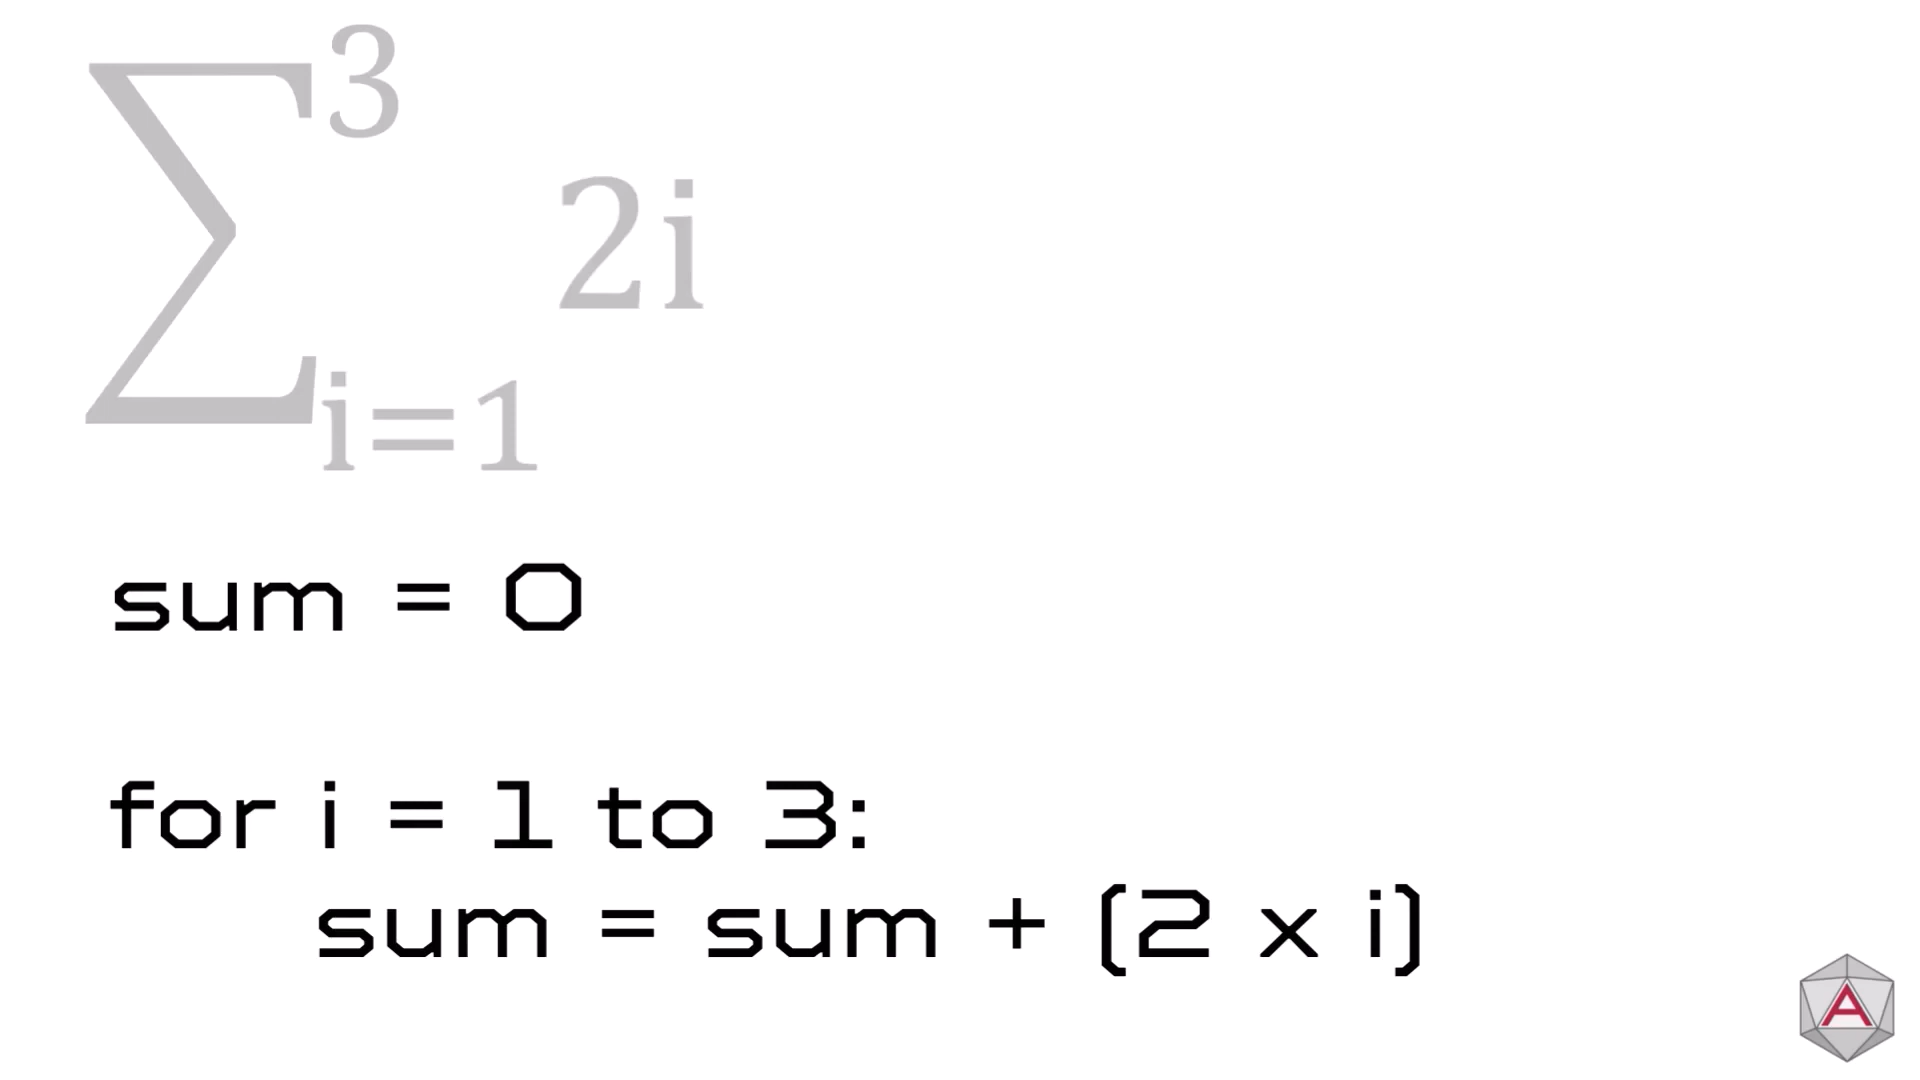 ∑ 3 i=1 2i
sum = 0
for i = 1 to 3:
sum = sum + (2 x i)
A